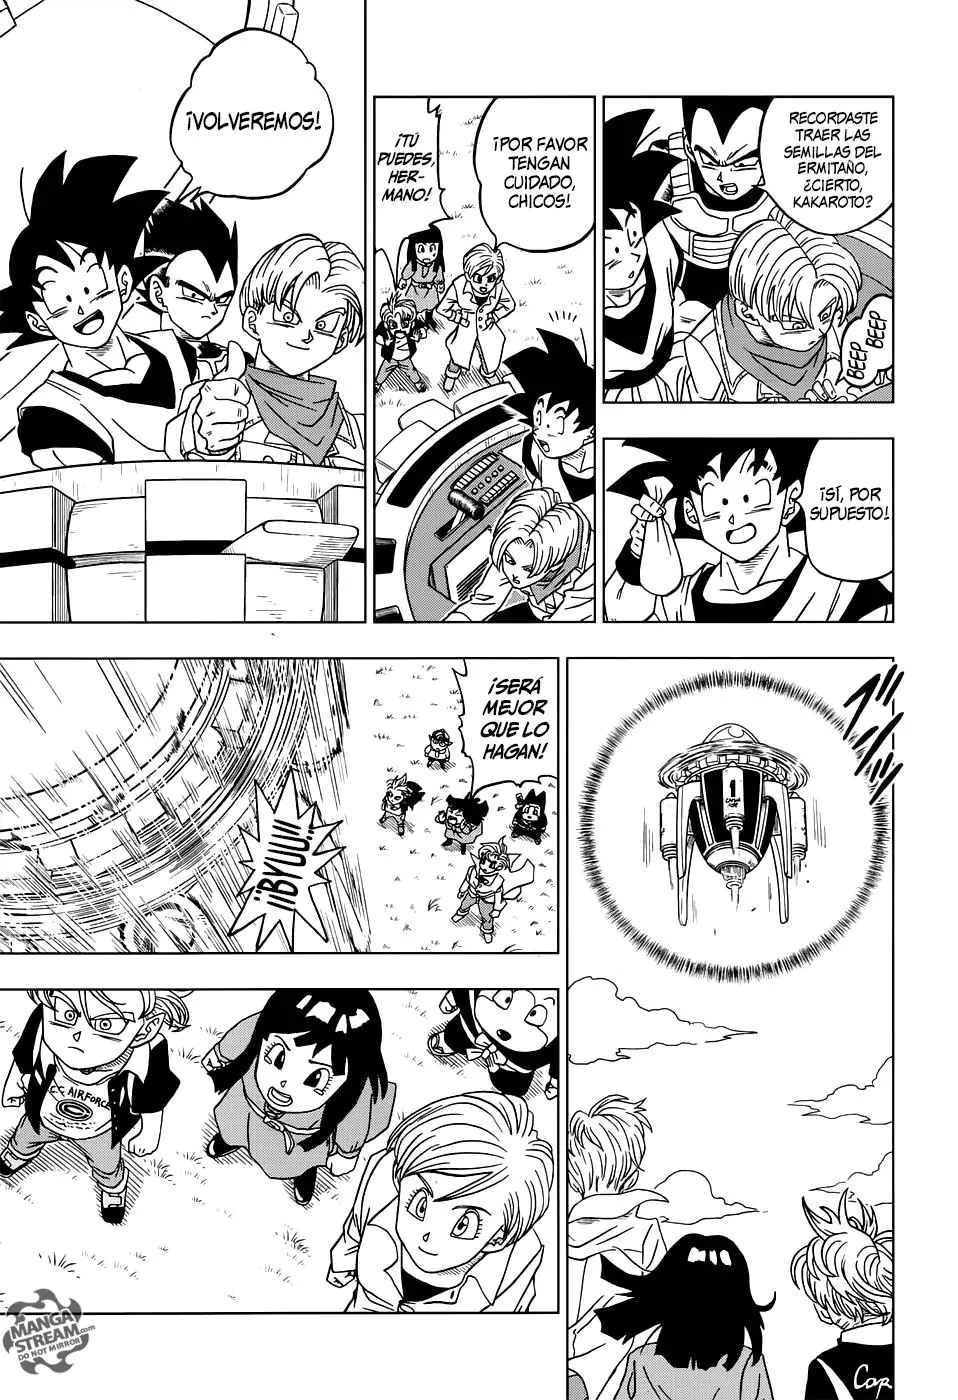 RECORDASTE
TRAER LAS
SEMILLAS DEL
ERMITAÑO,
¿CIERTO,
KAKAROTO?
BEEP
BEEP
¡SÍ, POR
SUPUESTO!
¡POR FAVOR
TENGAN
CUIDADO,
CHICOS!
¡TÚ
PUEDES,
HER-
MANO!
¡VOLVEREMOS!
1
¡SERÁ
MEJOR
QUE LO
HAGAN!
¡¡BYUU!!
C.C AIRFORCE
MANGA
STREAM.com
DO NOT MIRROR